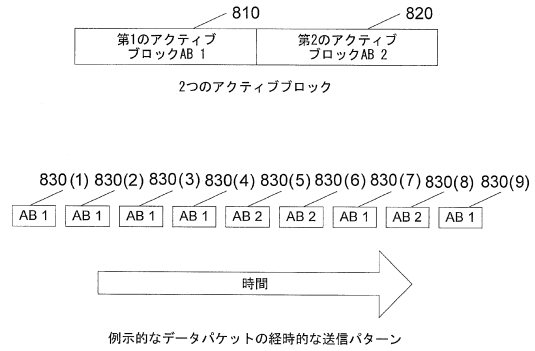 810
820
第1のアクティブ
ブロックAB 1
第2のアクティブ
ブロックAB 2
2つのアクティブブロック
830(1) 830(2) 830(3) 830(4) 830(5) 830(6) 830(7) 830(8) 830(9)
AB 1 AB 1 AB 1 AB 1 AB 2 AB 2 AB 1 AB 2 AB 1
時間
例示的なデータパケットの経時的な送信パターン